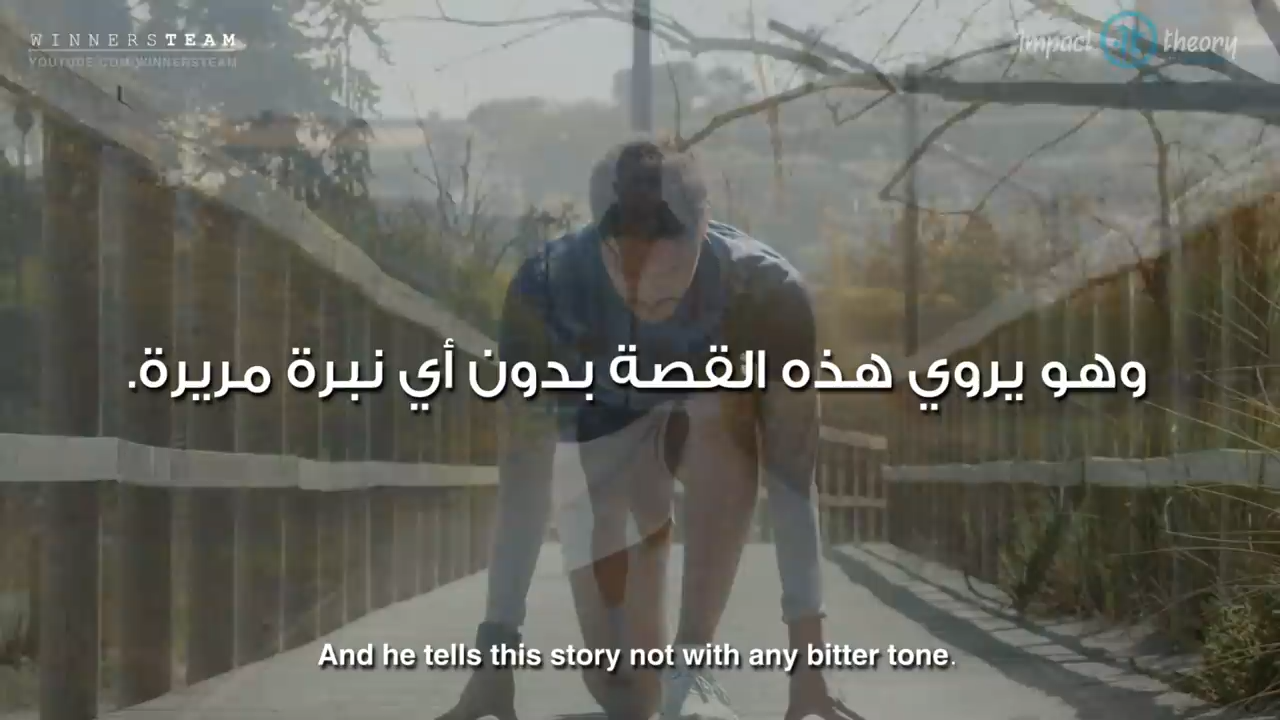 WINNERSTEAM
YOUTUBE.COM/WINNERSTEAM
Impact it theory
وهو يروي هذه القصة بدون أي نبرة مريرة.
And he tells this story not with any bitter tone.